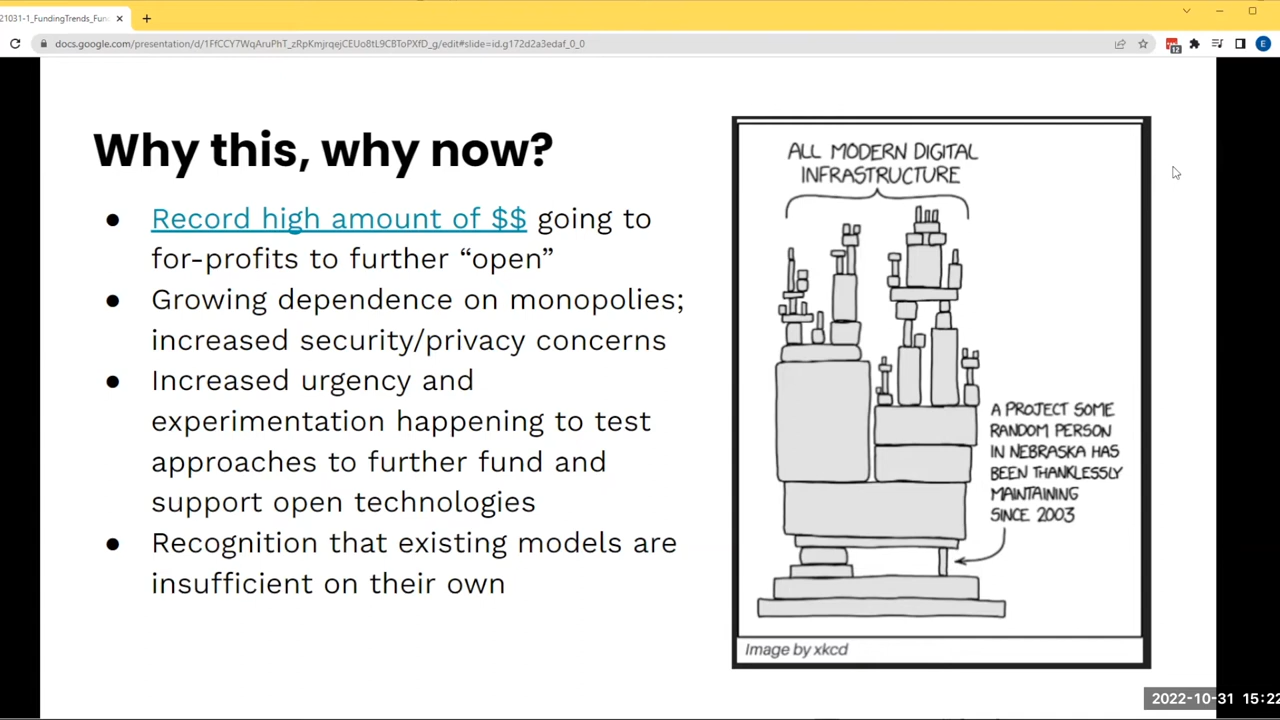 21031-1_FundingTrends_Fun
docs.google.com/presentation/d/1FfCCY7WqAruPhT_zRpKmjrqejCEUo8tL9CBToPXfD_g/edit#slide=id.g172d2a3edaf_0_0
12
E
Why this, why now?
● Record high amount of $$ going to
for-profits to further “open”
● Growing dependence on monopolies;
increased security/privacy concerns
● Increased urgency and
experimentation happening to test
approaches to further fund and
support open technologies
● Recognition that existing models are
insufficient on their own
ALL MODERN DIGITAL
INFRASTRUCTURE
A PROJECT SOME
RANDOM PERSON
IN NEBRASKA HAS
BEEN THANKLESSLY
MAINTAINING
SINCE 2003
Image by xkcd
2022-10-31 15:22